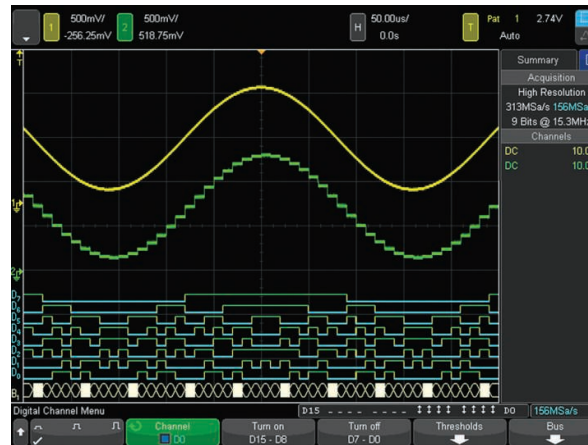 1 500mV/ -256.25mV 2 500mV/ 518.75mV H 50.00us/ 0.0s T Pat 1 2.74V Auto
Summary
Acquisition
High Resolution
313MSa/s 156MSa
9 Bits @ 15.3MHz
Channels
DC 10.0
DC 10.0
T
1
2
D7
D6
D5
D4
D3
D2
D1
D0
B1
Digital Channel Menu D15 D0 156MSa/s
Channel D0
Turn on D15 - D8
Turn off D7 - D0
Thresholds
Bus